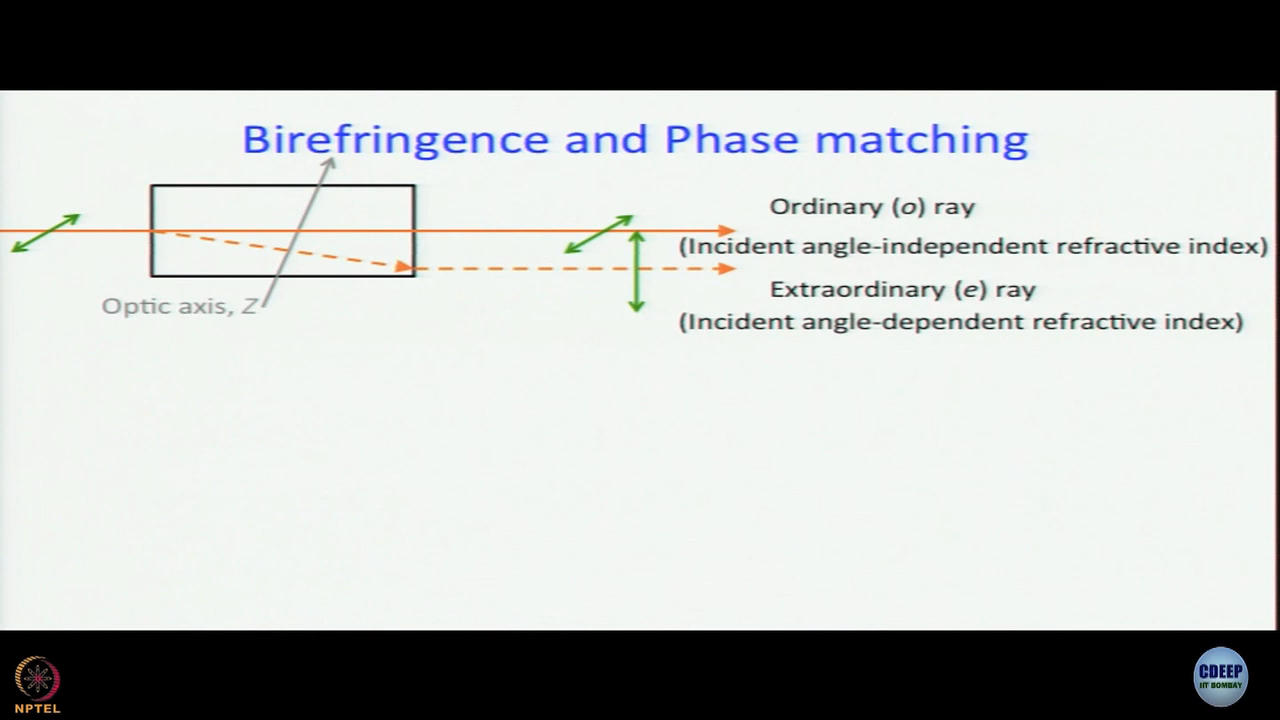 Birefringence and Phase matching
Ordinary (o) ray
(Incident angle-independent refractive index)
Extraordinary (e) ray
(Incident angle-dependent refractive index)
Optic axis, Z
NPTEL
CDEEP
IIT BOMBAY